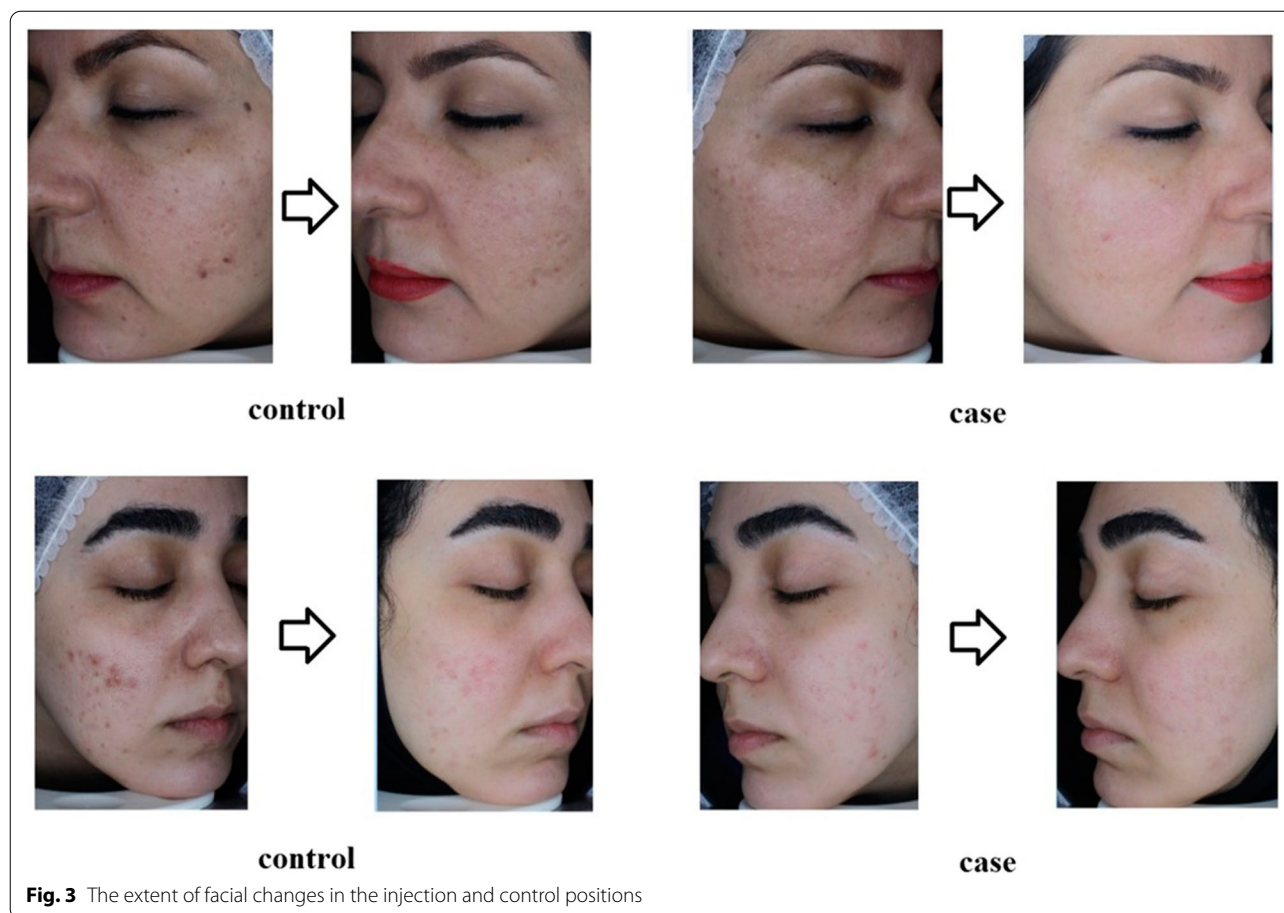 control
case
control
case
Fig. 3 The extent of facial changes in the injection and control positions